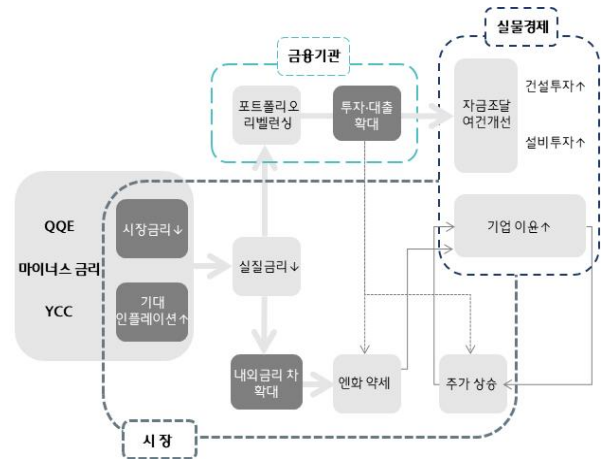 실물경제
금융기관
포트폴리오
리벨런싱
투자·대출
확대
자금조달
여건개선
건설투자↑
설비투자↑
QQE
마이너스 금리
YCC
시장금리↓
기대
인플레이션↑
실질금리↓
기업 이윤↑
내외금리 차
확대
엔화 약세
주가 상승
시 장